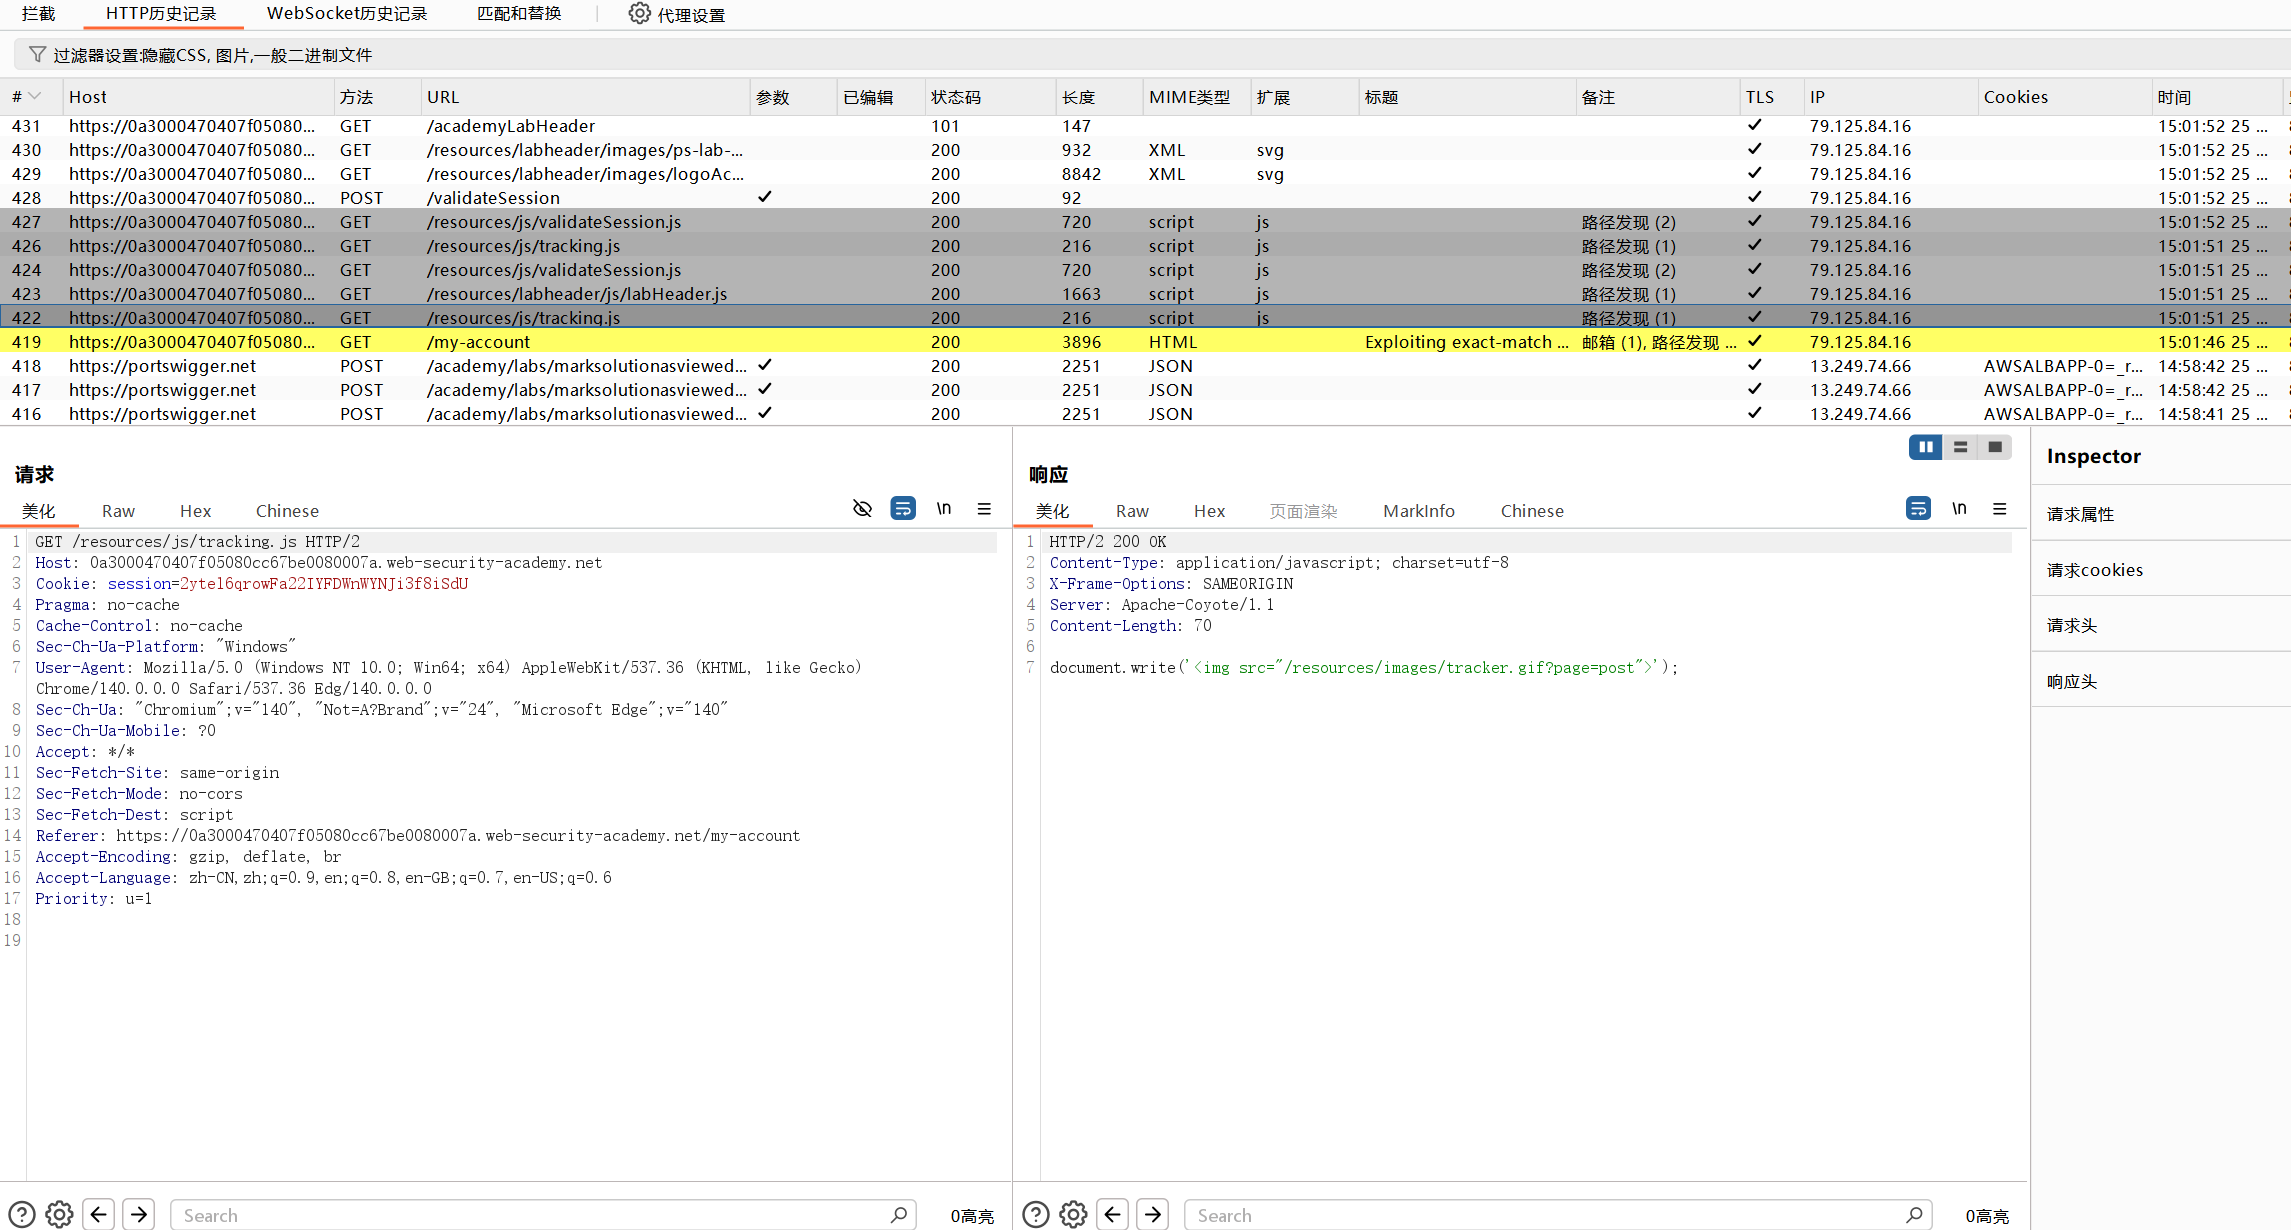 拦截 HTTP历史记录 WebSocket历史记录 匹配和替换 代理设置
过滤器设置:隐藏CSS, 图片,一般二进制文件
# Host 方法 URL 参数 已编辑 状态码 长度 MIME类型 扩展 标题 备注 TLS IP Cookies 时间
431 https://0a3000470407f05080... GET /academyLabHeader 101 147 ✓ 79.125.84.16 15:01:52 25 ...
430 https://0a3000470407f05080... GET /resources/labheader/images/ps-lab-... 200 932 XML svg ✓ 79.125.84.16 15:01:52 25 ...
429 https://0a3000470407f05080... GET /resources/labheader/images/logoAc... 200 8842 XML svg ✓ 79.125.84.16 15:01:52 25 ...
428 https://0a3000470407f05080... POST /validateSession ✓ 200 92 ✓ 79.125.84.16 15:01:52 25 ...
427 https://0a3000470407f05080... GET /resources/js/validateSession.js 200 720 script js 路径发现 (2) ✓ 79.125.84.16 15:01:52 25 ...
426 https://0a3000470407f05080... GET /resources/js/tracking.js 200 216 script js 路径发现 (1) ✓ 79.125.84.16 15:01:51 25 ...
424 https://0a3000470407f05080... GET /resources/js/validateSession.js 200 720 script js 路径发现 (2) ✓ 79.125.84.16 15:01:51 25 ...
423 https://0a3000470407f05080... GET /resources/labheader/js/labHeader.js 200 1663 script js 路径发现 (1) ✓ 79.125.84.16 15:01:51 25 ...
422 https://0a3000470407f05080... GET /resources/js/tracking.js 200 216 script js 路径发现 (1) ✓ 79.125.84.16 15:01:51 25 ...
419 https://0a3000470407f05080... GET /my-account 200 3896 HTML Exploiting exact-match ... 邮箱 (1), 路径发现 ... ✓ 79.125.84.16 15:01:46 25 ...
418 https://portswigger.net POST /academy/labs/marksolutionasviewed... ✓ 200 2251 JSON ✓ 13.249.74.66 AWSALBAPP-0=_r... 14:58:42 25 ...
417 https://portswigger.net POST /academy/labs/marksolutionasviewed... ✓ 200 2251 JSON ✓ 13.249.74.66 AWSALBAPP-0=_r... 14:58:42 25 ...
416 https://portswigger.net POST /academy/labs/marksolutionasviewed... ✓ 200 2251 JSON ✓ 13.249.74.66 AWSALBAPP-0=_r... 14:58:41 25 ...
请求
美化 Raw Hex Chinese \n
1 GET /resources/js/tracking.js HTTP/2
2 Host: 0a3000470407f05080cc67be0080007a.web-security-academy.net
3 Cookie: session=2ytel6qrowFa22IYFDWnWYNJi3f8iSdU
4 Pragma: no-cache
5 Cache-Control: no-cache
6 Sec-Ch-Ua-Platform: "Windows"
7 User-Agent: Mozilla/5.0 (Windows NT 10.0; Win64; x64) AppleWebKit/537.36 (KHTML, like Gecko)
Chrome/140.0.0.0 Safari/537.36 Edg/140.0.0.0
8 Sec-Ch-Ua: "Chromium";v="140", "Not=A?Brand";v="24", "Microsoft Edge";v="140"
9 Sec-Ch-Ua-Mobile: ?0
10 Accept: */*
11 Sec-Fetch-Site: same-origin
12 Sec-Fetch-Mode: no-cors
13 Sec-Fetch-Dest: script
14 Referer: https://0a3000470407f05080cc67be0080007a.web-security-academy.net/my-account
15 Accept-Encoding: gzip, deflate, br
16 Accept-Language: zh-CN,zh;q=0.9,en;q=0.8,en-GB;q=0.7,en-US;q=0.6
17 Priority: u=1
18
19
Search 0高亮
响应
美化 Raw Hex 页面渲染 MarkInfo Chinese \n
1 HTTP/2 200 OK
2 Content-Type: application/javascript; charset=utf-8
3 X-Frame-Options: SAMEORIGIN
4 Server: Apache-Coyote/1.1
5 Content-Length: 70
6
7 document.write('<img src="/resources/images/tracker.gif?page=post">');
Search 0高亮
Inspector
请求属性
请求cookies
请求头
响应头